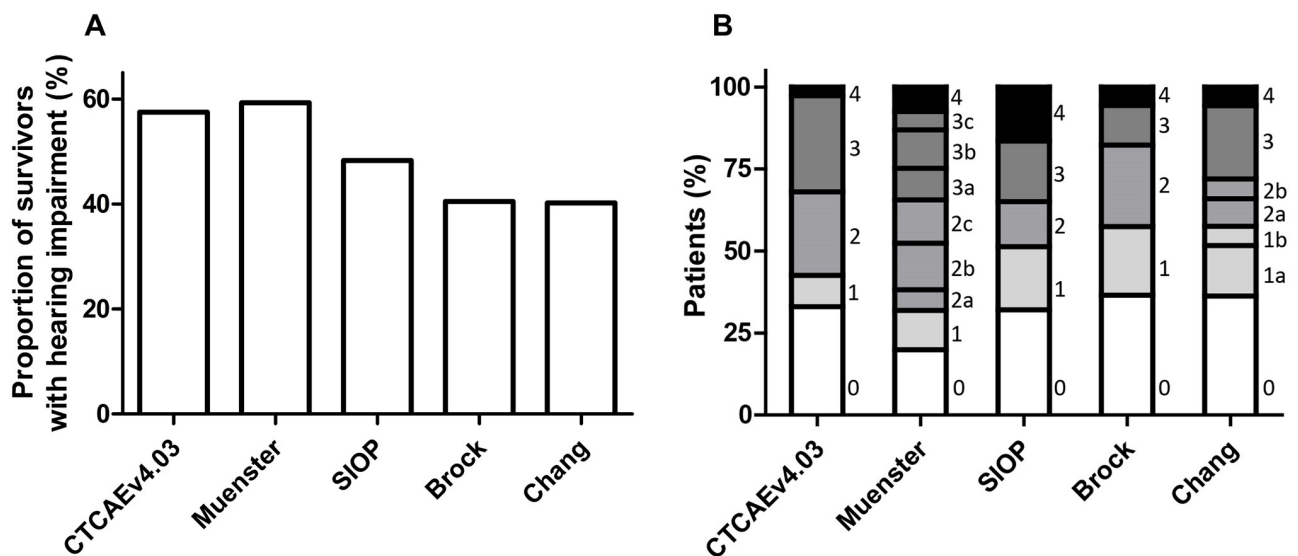 A
Proportion of survivors
with hearing impairment (%)
60
40
20
0
CTCAEv4.03
Muenster
SIOP
Brock
Chang
B
Patients (%)
100
75
50
25
0
4
3
2
1
0
4
3c
3b
3a
2c
2b
2a
1
0
4
3
2
1
0
4
3
2
1
0
4
3
2b
2a
1b
1a
0
CTCAEv4.03
Muenster
SIOP
Brock
Chang